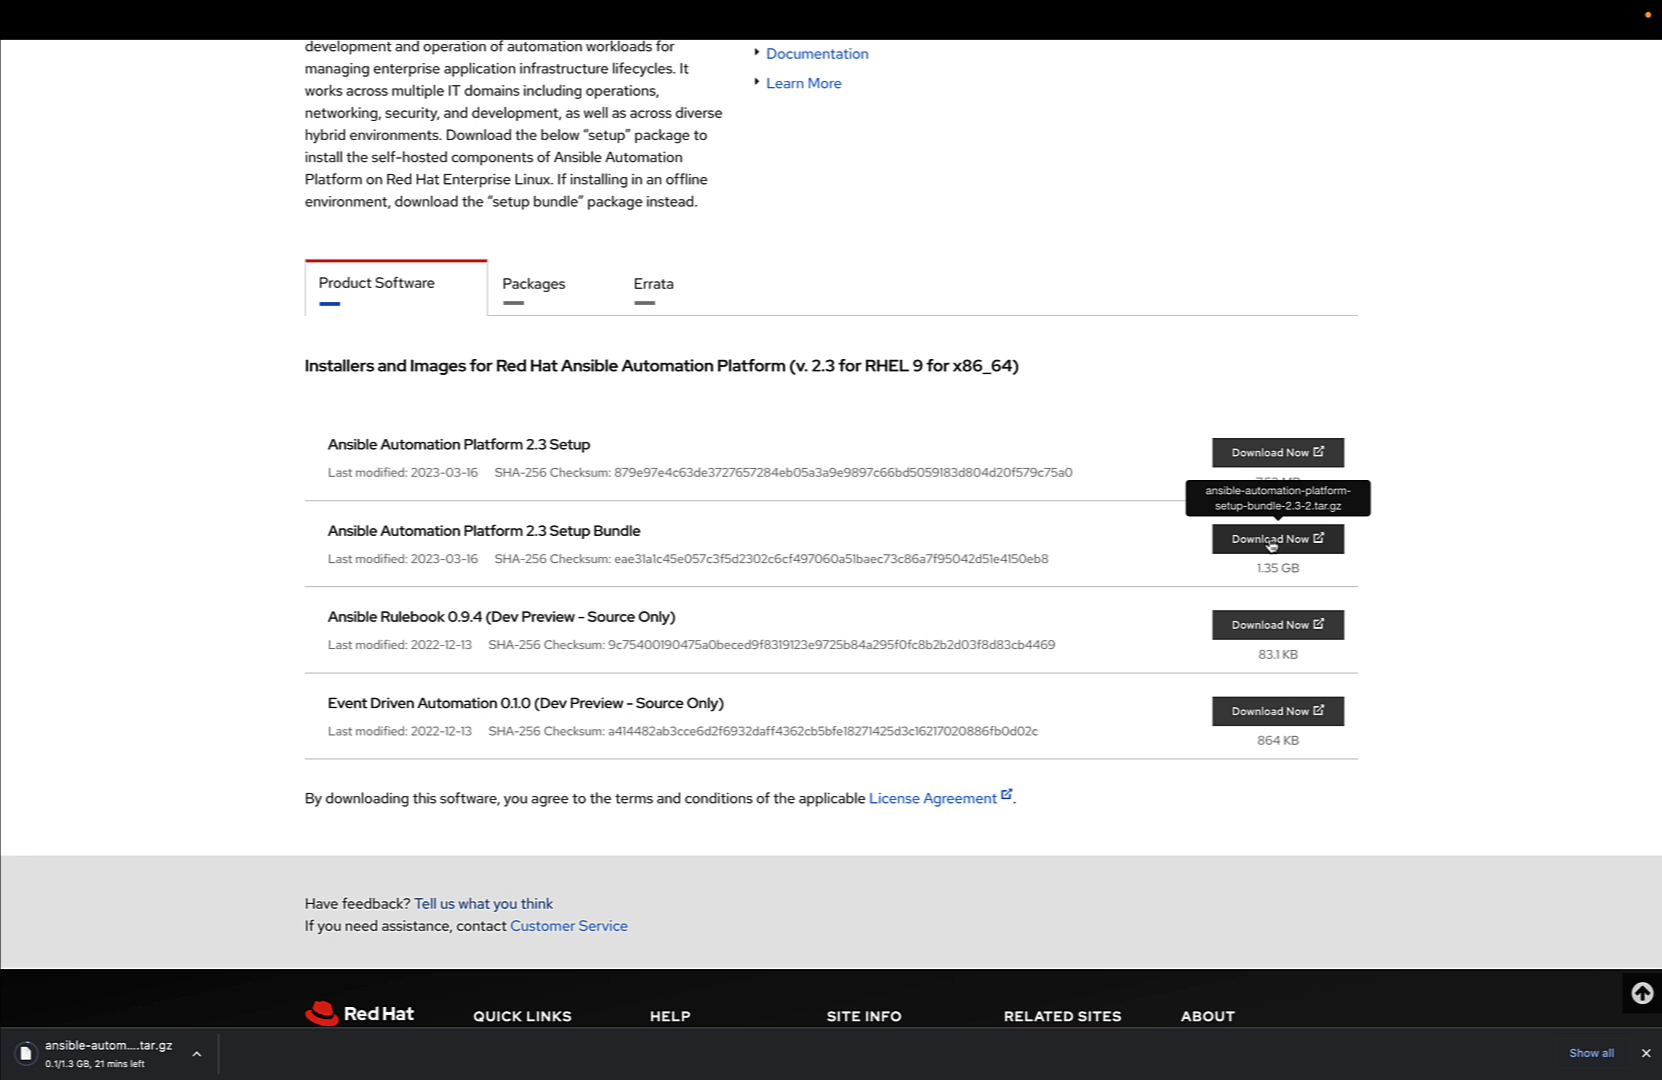 development and operation of automation workloads for
managing enterprise application infrastructure lifecycles. It
works across multiple IT domains including operations,
networking, security, and development, as well as across diverse
hybrid environments. Download the below “setup” package to
install the self-hosted components of Ansible Automation
Platform on Red Hat Enterprise Linux. If installing in an offline
environment, download the “setup bundle” package instead.
Documentation
Learn More
Product Software
Packages
Errata
Installers and Images for Red Hat Ansible Automation Platform (v. 2.3 for RHEL 9 for x86_64)
Ansible Automation Platform 2.3 Setup
Download Now
Last modified: 2023-03-16 SHA-256 Checksum: 879e97e4c63de3727657284eb05a3a9e9897c66bd5059183d804d20f579c75a0
ansible-automation-platform-
setup-bundle-2.3-2.tar.gz
Ansible Automation Platform 2.3 Setup Bundle
Download Now
Last modified: 2023-03-16 SHA-256 Checksum: eae31a1c45e057c3f5d2302c6cf497060a51baec73c86a7f95042d51e4150eb8
1.35 GB
Ansible Rulebook 0.9.4 (Dev Preview - Source Only)
Download Now
Last modified: 2022-12-13 SHA-256 Checksum: 9c75400190475a0beced9f8319123e9725b84a295f0fc8b2b2d03f8d83cb4469
83.1 KB
Event Driven Automation 0.1.0 (Dev Preview - Source Only)
Download Now
Last modified: 2022-12-13 SHA-256 Checksum: a414482ab3cce6d2f6932daff4362cb5bfe18271425d3c16217020886fb0d02c
864 KB
By downloading this software, you agree to the terms and conditions of the applicable License Agreement.
Have feedback? Tell us what you think
If you need assistance, contact Customer Service
Red Hat
QUICK LINKS
HELP
SITE INFO
RELATED SITES
ABOUT
ansible-autom....tar.gz
0.1/1.3 GB, 21 mins left
Show all